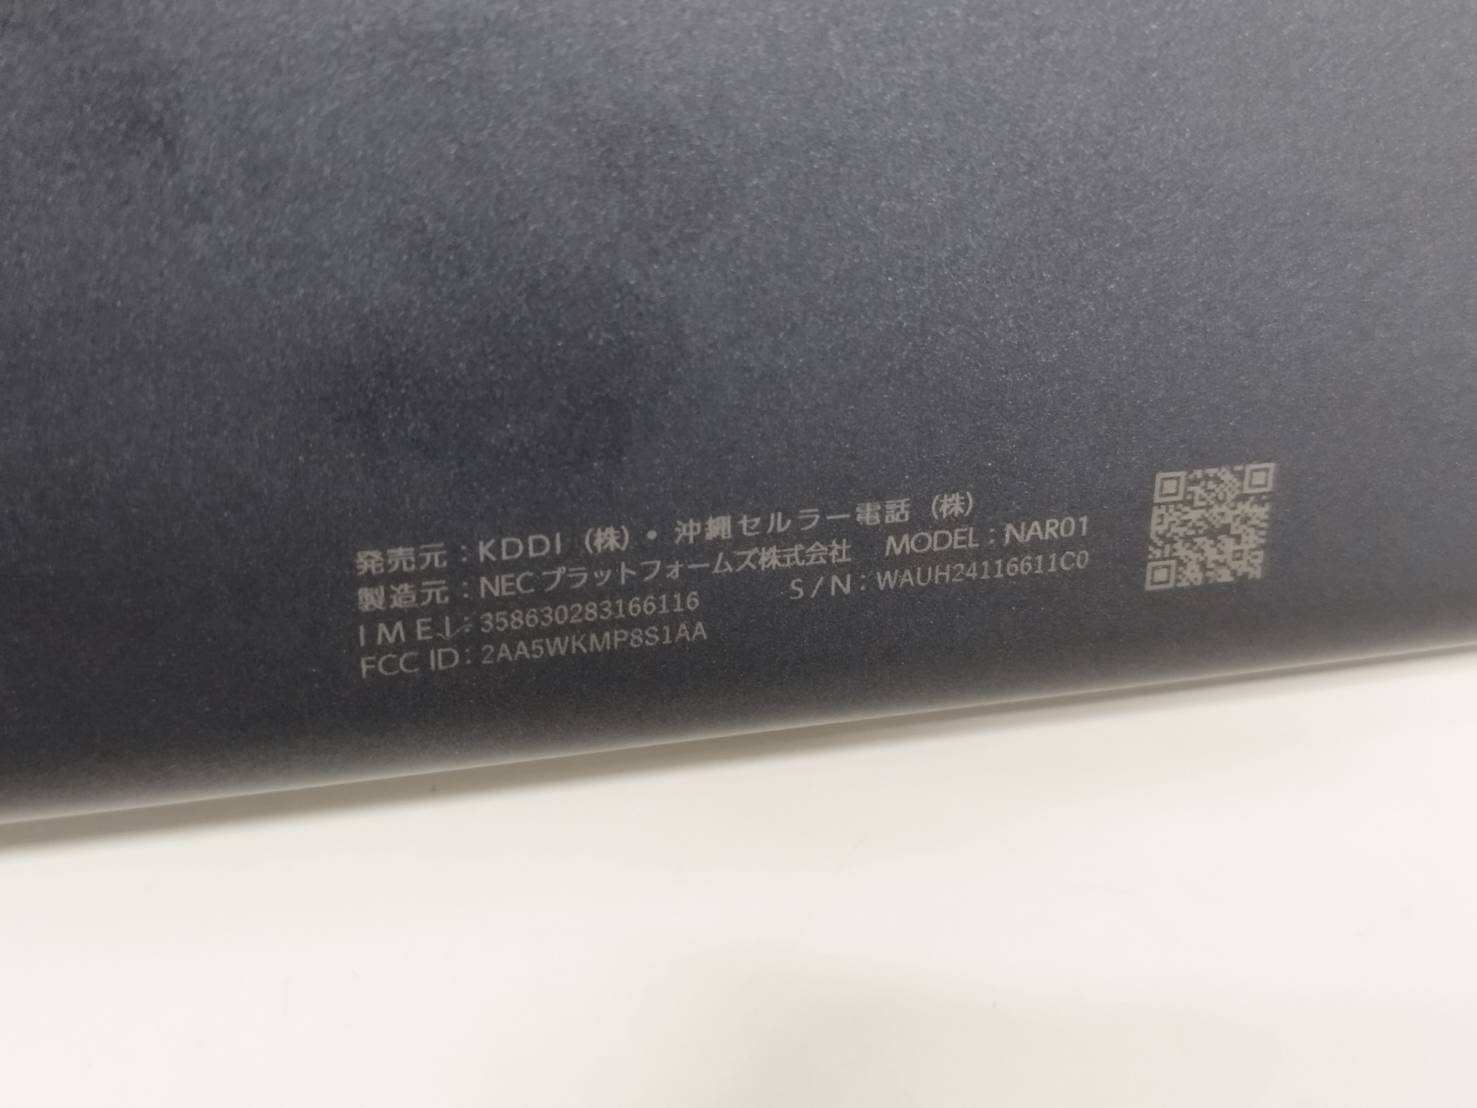 発売元：KDDI（株）・沖縄セルラー電話（株）
製造元：NECプラットフォームズ株式会社 MODEL：NAR01
IMEI：358630283166116 S/N：WAUH24116611C0
FCC ID：2AA5WKMP8S1AA